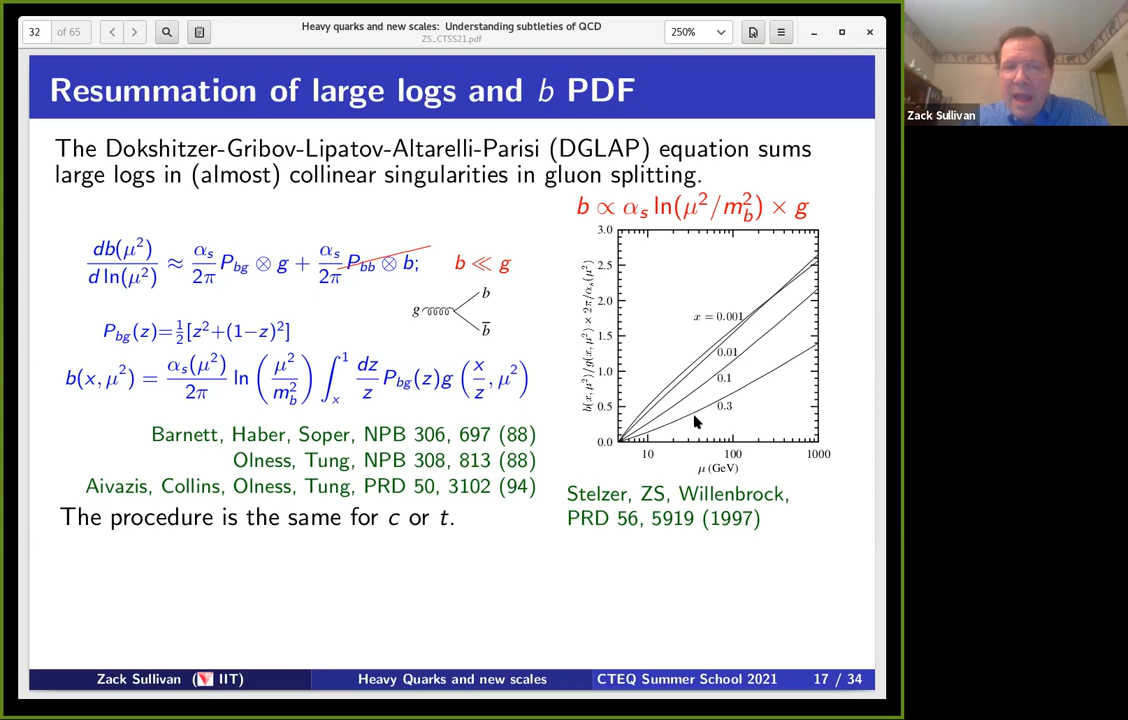 32 of 65
Heavy quarks and new scales: Understanding subtleties of QCD
ZS_CTSS21.pdf
250%
Zack Sullivan
Resummation of large logs and b PDF
The Dokshitzer-Gribov-Lipatov-Altarelli-Parisi (DGLAP) equation sums
large logs in (almost) collinear singularities in gluon splitting.
b ∝ αs ln(μ²/m_b²) × g
db(μ²)/d ln(μ²) ≈ αs/2π P_bg ⊗ g + αs/2π P_bb ⊗ b; b ≪ g
g b b̄
P_bg(z)=½[z²+(1−z)²]
b(x, μ²) = αs(μ²)/2π ln(μ²/m_b²) ∫_x^1 dz/z P_bg(z)g(x/z, μ²)
b(x, μ²)/g(x, μ²) × 2π/αs(μ²)
3.0
2.5
2.0
1.5
1.0
0.5
0.0
x = 0.001
0.01
0.1
0.3
10 100 1000
μ (GeV)
Barnett, Haber, Soper, NPB 306, 697 (88)
Olness, Tung, NPB 308, 813 (88)
Aivazis, Collins, Olness, Tung, PRD 50, 3102 (94)
Stelzer, ZS, Willenbrock,
PRD 56, 5919 (1997)
The procedure is the same for c or t.
Zack Sullivan (IIT) Heavy Quarks and new scales CTEQ Summer School 2021 17 / 34